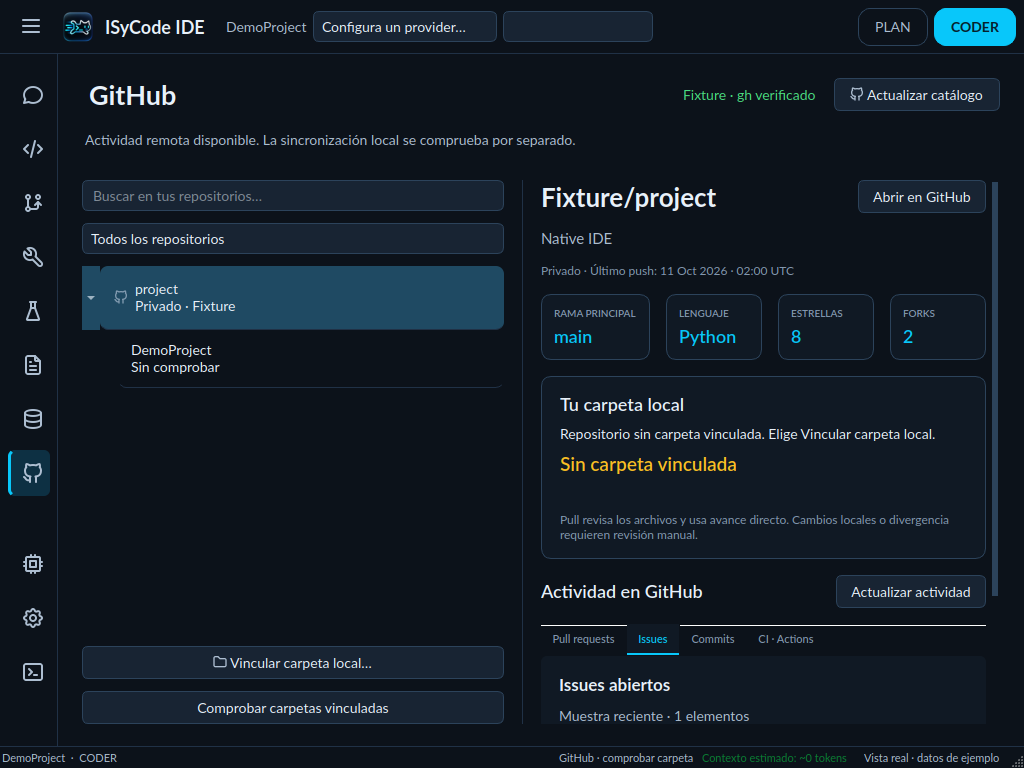 ISyCode IDE
DemoProject
Configura un provider...
PLAN
CODER
GitHub
Fixture · gh verificado
Actualizar catálogo
Actividad remota disponible. La sincronización local se comprueba por separado.
Buscar en tus repositorios...
Todos los repositorios
project
Privado · Fixture
DemoProject
Sin comprobar
Vincular carpeta local...
Comprobar carpetas vinculadas
Fixture/project
Abrir en GitHub
Native IDE
Privado · Último push: 11 Oct 2026 · 02:00 UTC
RAMA PRINCIPAL
main
LENGUAJE
Python
ESTRELLAS
8
FORKS
2
Tu carpeta local
Repositorio sin carpeta vinculada. Elige Vincular carpeta local.
Sin carpeta vinculada
Pull revisa los archivos y usa avance directo. Cambios locales o divergencia
requieren revisión manual.
Actividad en GitHub
Actualizar actividad
Pull requests
Issues
Commits
CI · Actions
Issues abiertos
Muestra reciente · 1 elementos
DemoProject · CODER
GitHub · comprobar carpeta
Contexto estimado: ~0 tokens
Vista real · datos de ejemplo